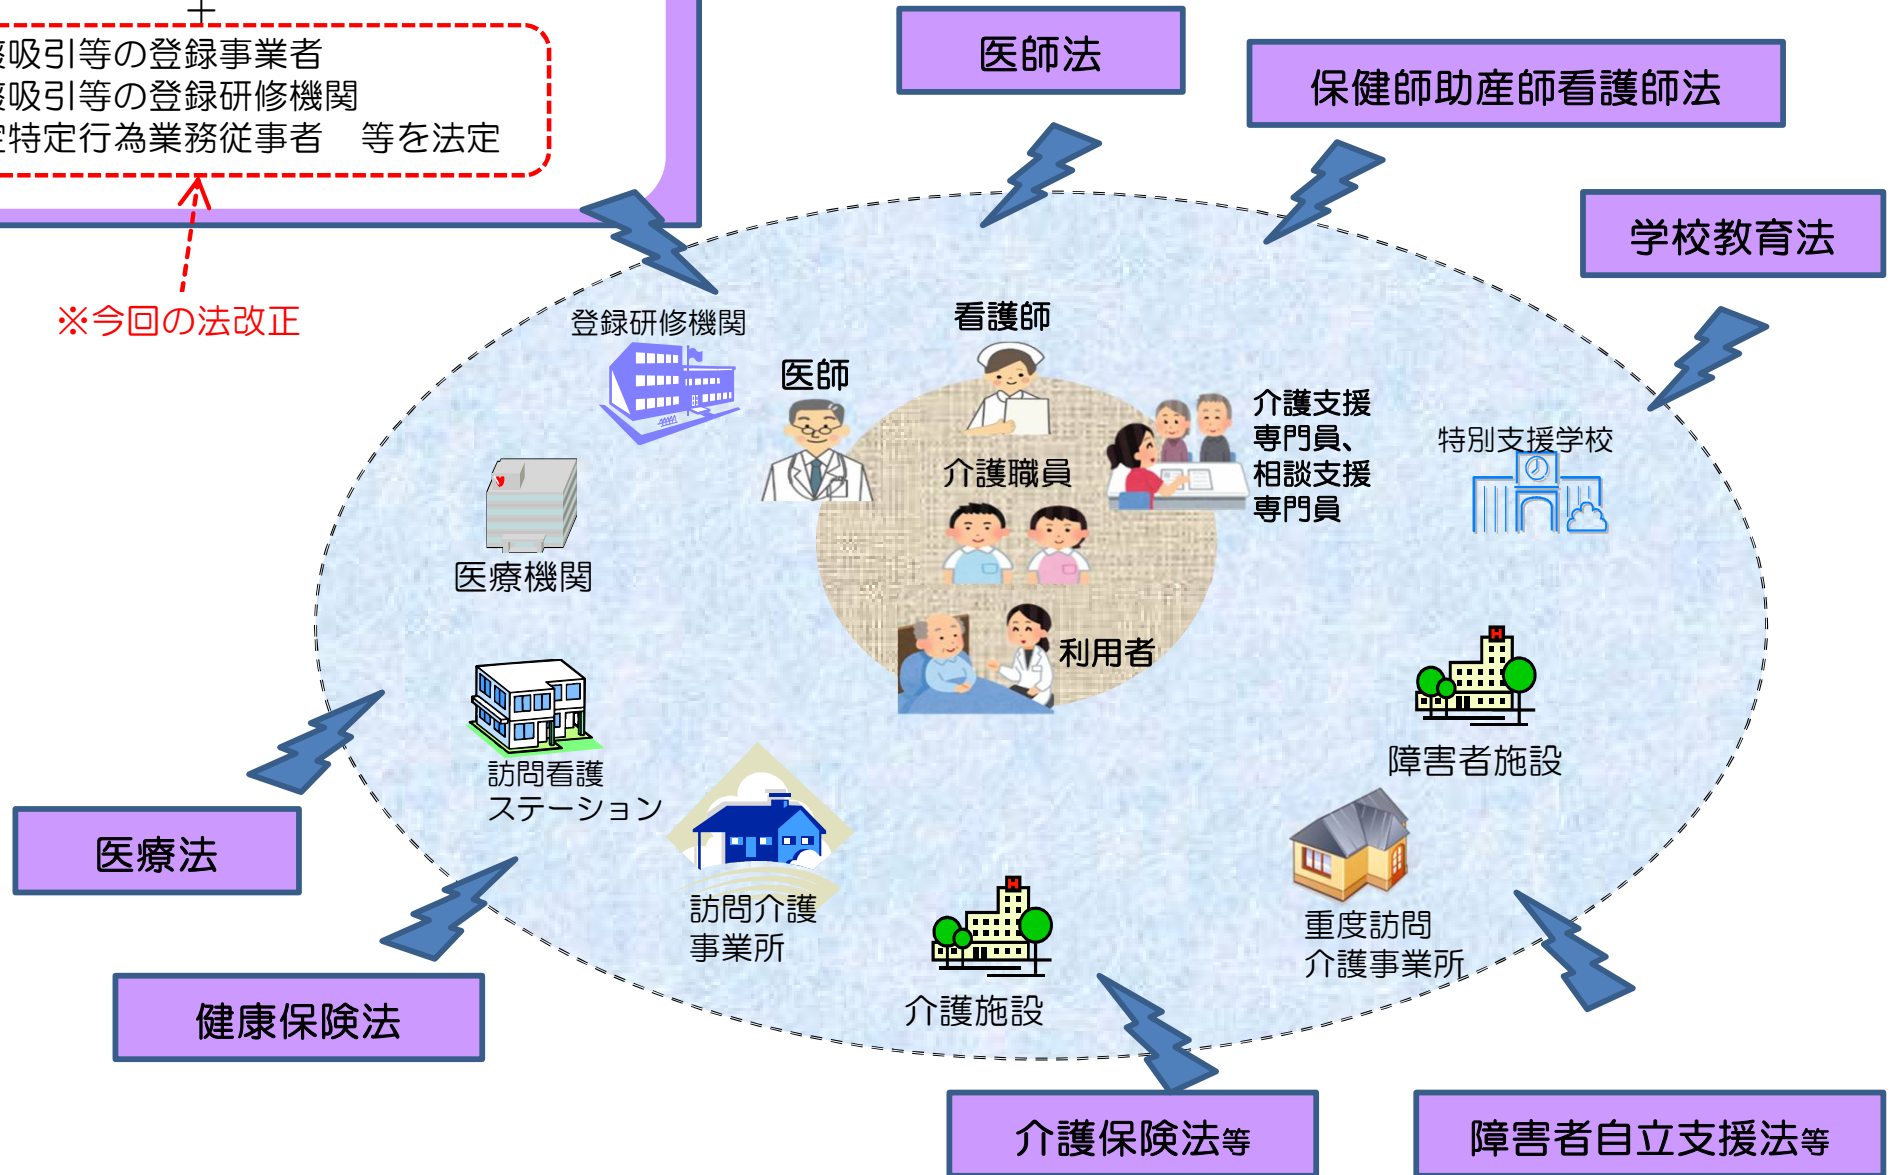 ＋
吸引等の登録事業者
吸引等の登録研修機関
特定行為業務従事者　等を法定
※今回の法改正
医師法
保健師助産師看護師法
学校教育法
登録研修機関
看護師
医師
介護支援
専門員、
相談支援
専門員
特別支援学校
介護職員
医療機関
利用者
訪問看護
ステーション
障害者施設
医療法
訪問介護
事業所
重度訪問
介護事業所
介護施設
健康保険法
介護保険法等
障害者自立支援法等